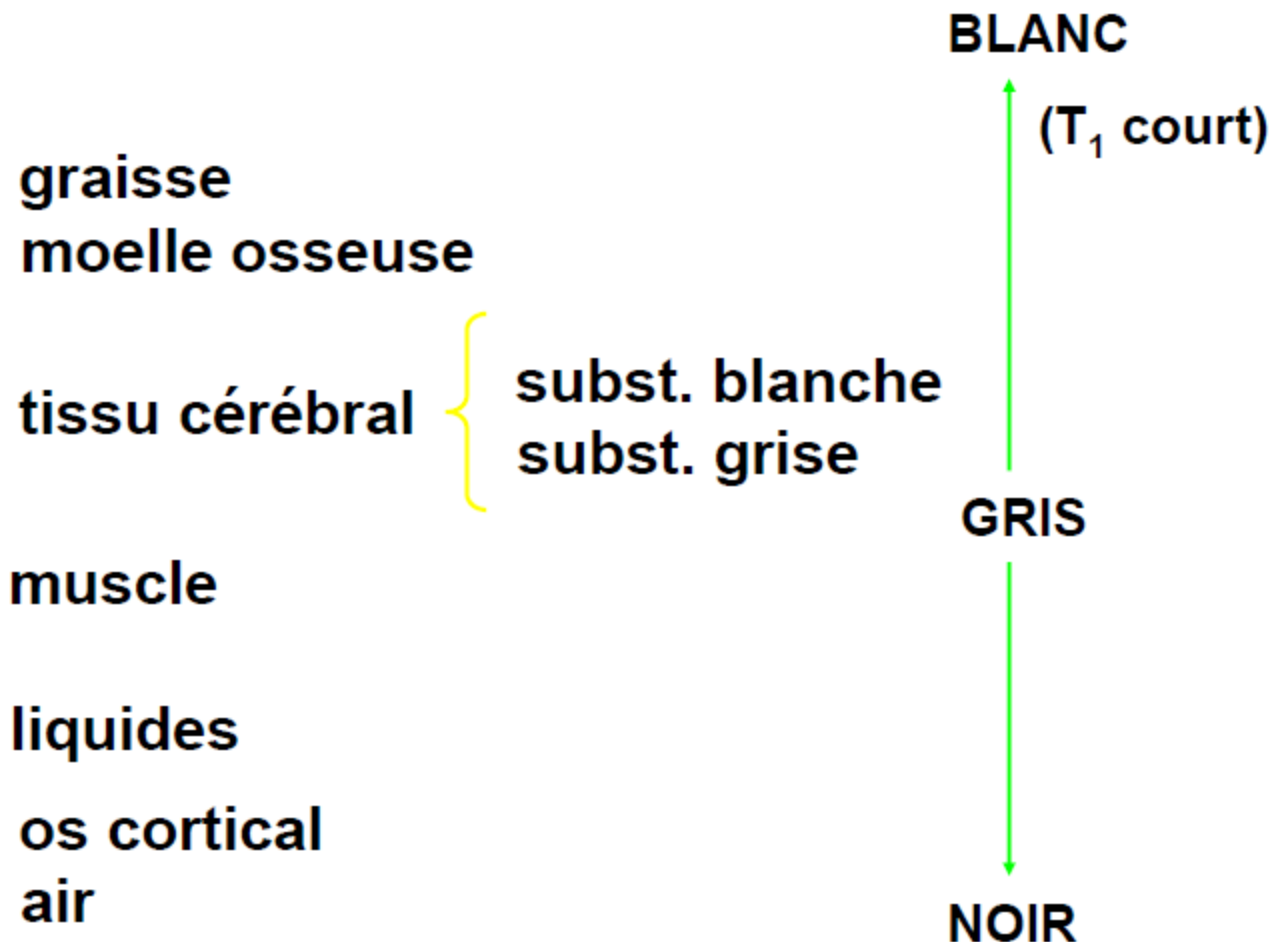 BLANC
(T₁ court)
graisse
moelle osseuse
tissu cérébral
subst. blanche
subst. grise
GRIS
muscle
liquides
os cortical
air
NOIR